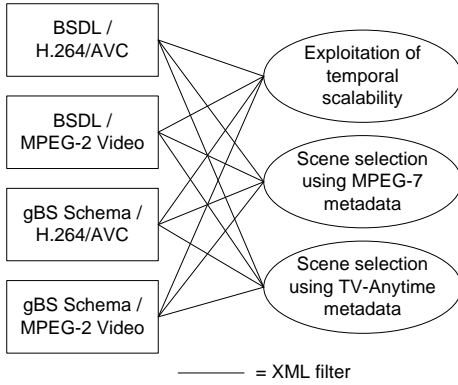 BSDL /
H.264/AVC
BSDL /
MPEG-2 Video
gBS Schema /
H.264/AVC
gBS Schema /
MPEG-2 Video
Exploitation of
temporal
scalability
Scene selection
using MPEG-7
metadata
Scene selection
using TV-Anytime
metadata
= XML filter